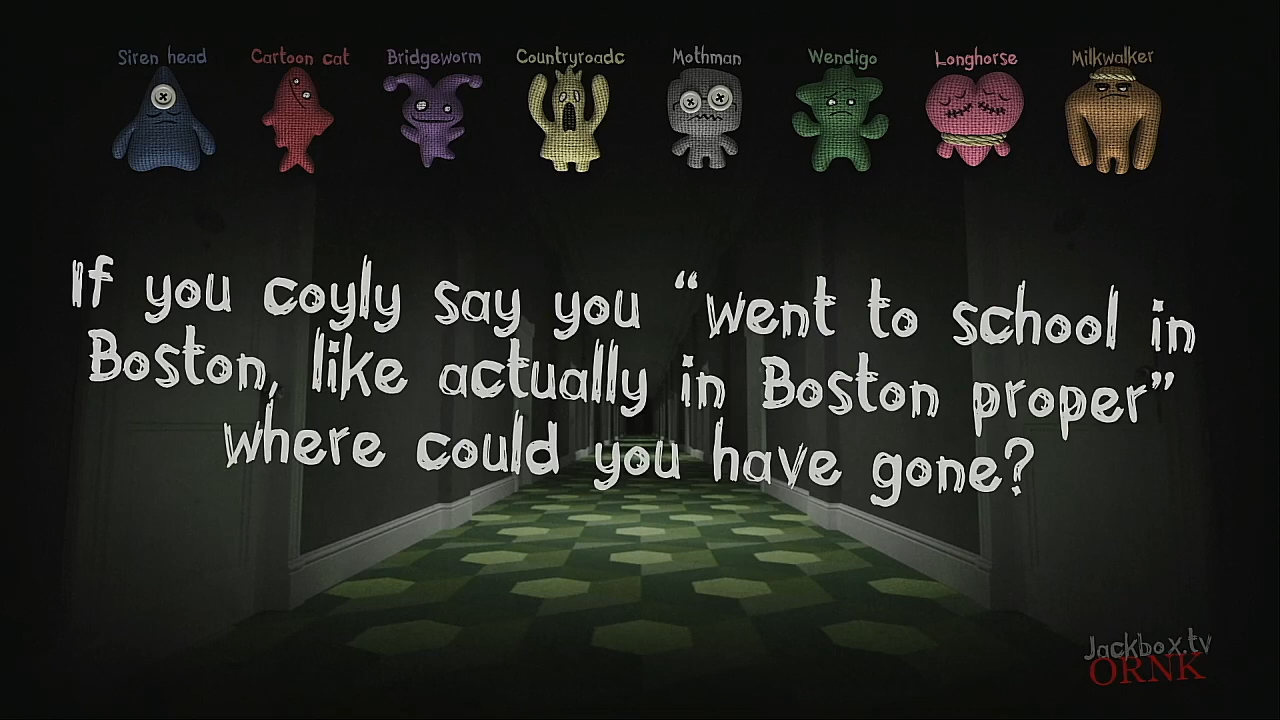 Siren head Cartoon cat Bridgeworm Countryroadc Mothman Wendigo Longhorse Milkwalker
If you coyly say you “went to school in
Boston, like actually in Boston proper”
where could you have gone?
Jackbox.tv
ORNK